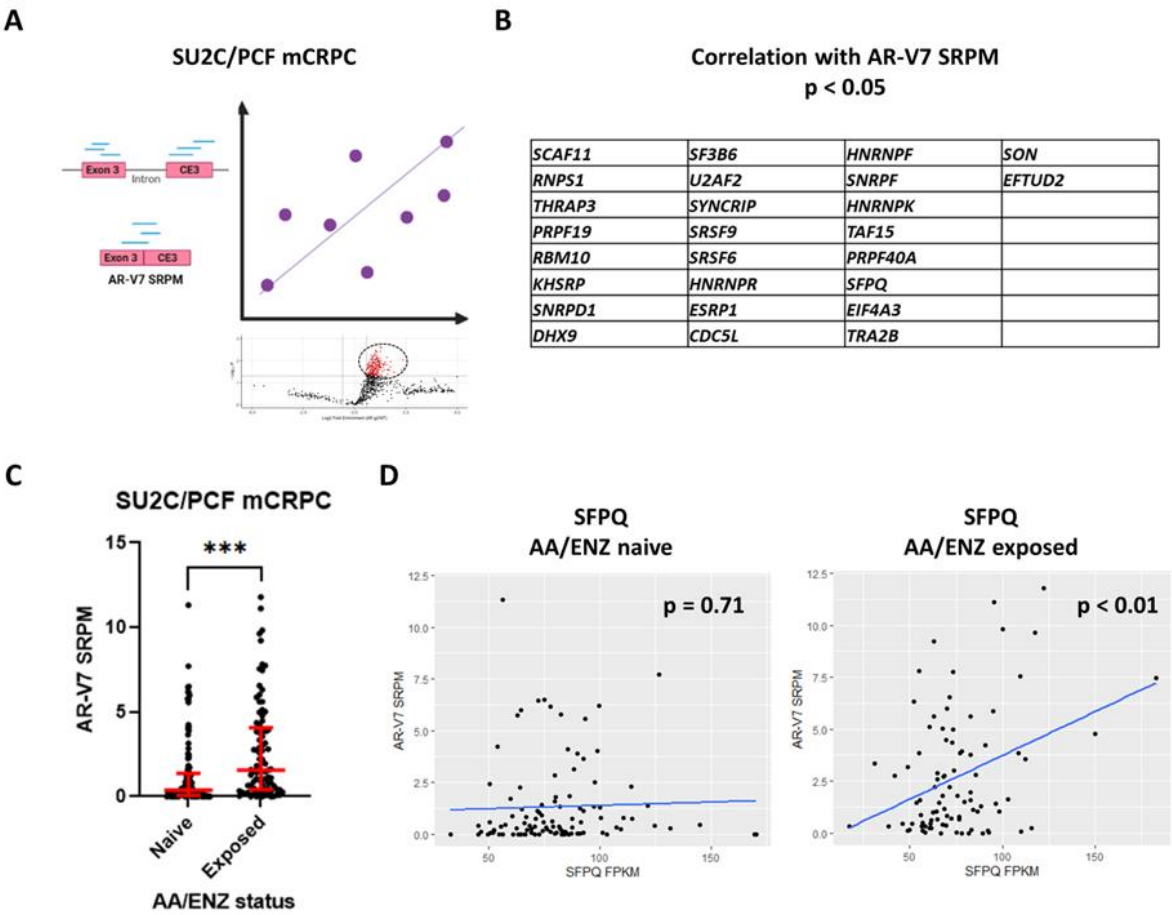 A
SU2C/PCF mCRPC
Exon 3
CE3
Intron
Exon 3
CE3
AR-V7 SRPM
B
Correlation with AR-V7 SRPM
p < 0.05
SCAF11 SF3B6 HNRNPF SON
RNPS1 U2AF2 SNRPF EFTUD2
THRAP3 SYNCRIP HNRNPK
PRPF19 SRSF9 TAF15
RBM10 SRSF6 PRPF40A
KHSRP HNRNPR SFPQ
SNRPD1 ESRP1 EIF4A3
DHX9 CDC5L TRA2B
C
SU2C/PCF mCRPC
***
15
10
5
0
AR-V7 SRPM
Naive
Exposed
AA/ENZ status
D
SFPQ
AA/ENZ naive
p = 0.71
12.5
10.0
7.5
5.0
2.5
0.0
AR-V7 SRPM
50 100 150
SFPQ FPKM
SFPQ
AA/ENZ exposed
p < 0.01
12.5
10.0
7.5
5.0
2.5
0.0
AR-V7 SRPM
50 100 150
SFPQ FPKM